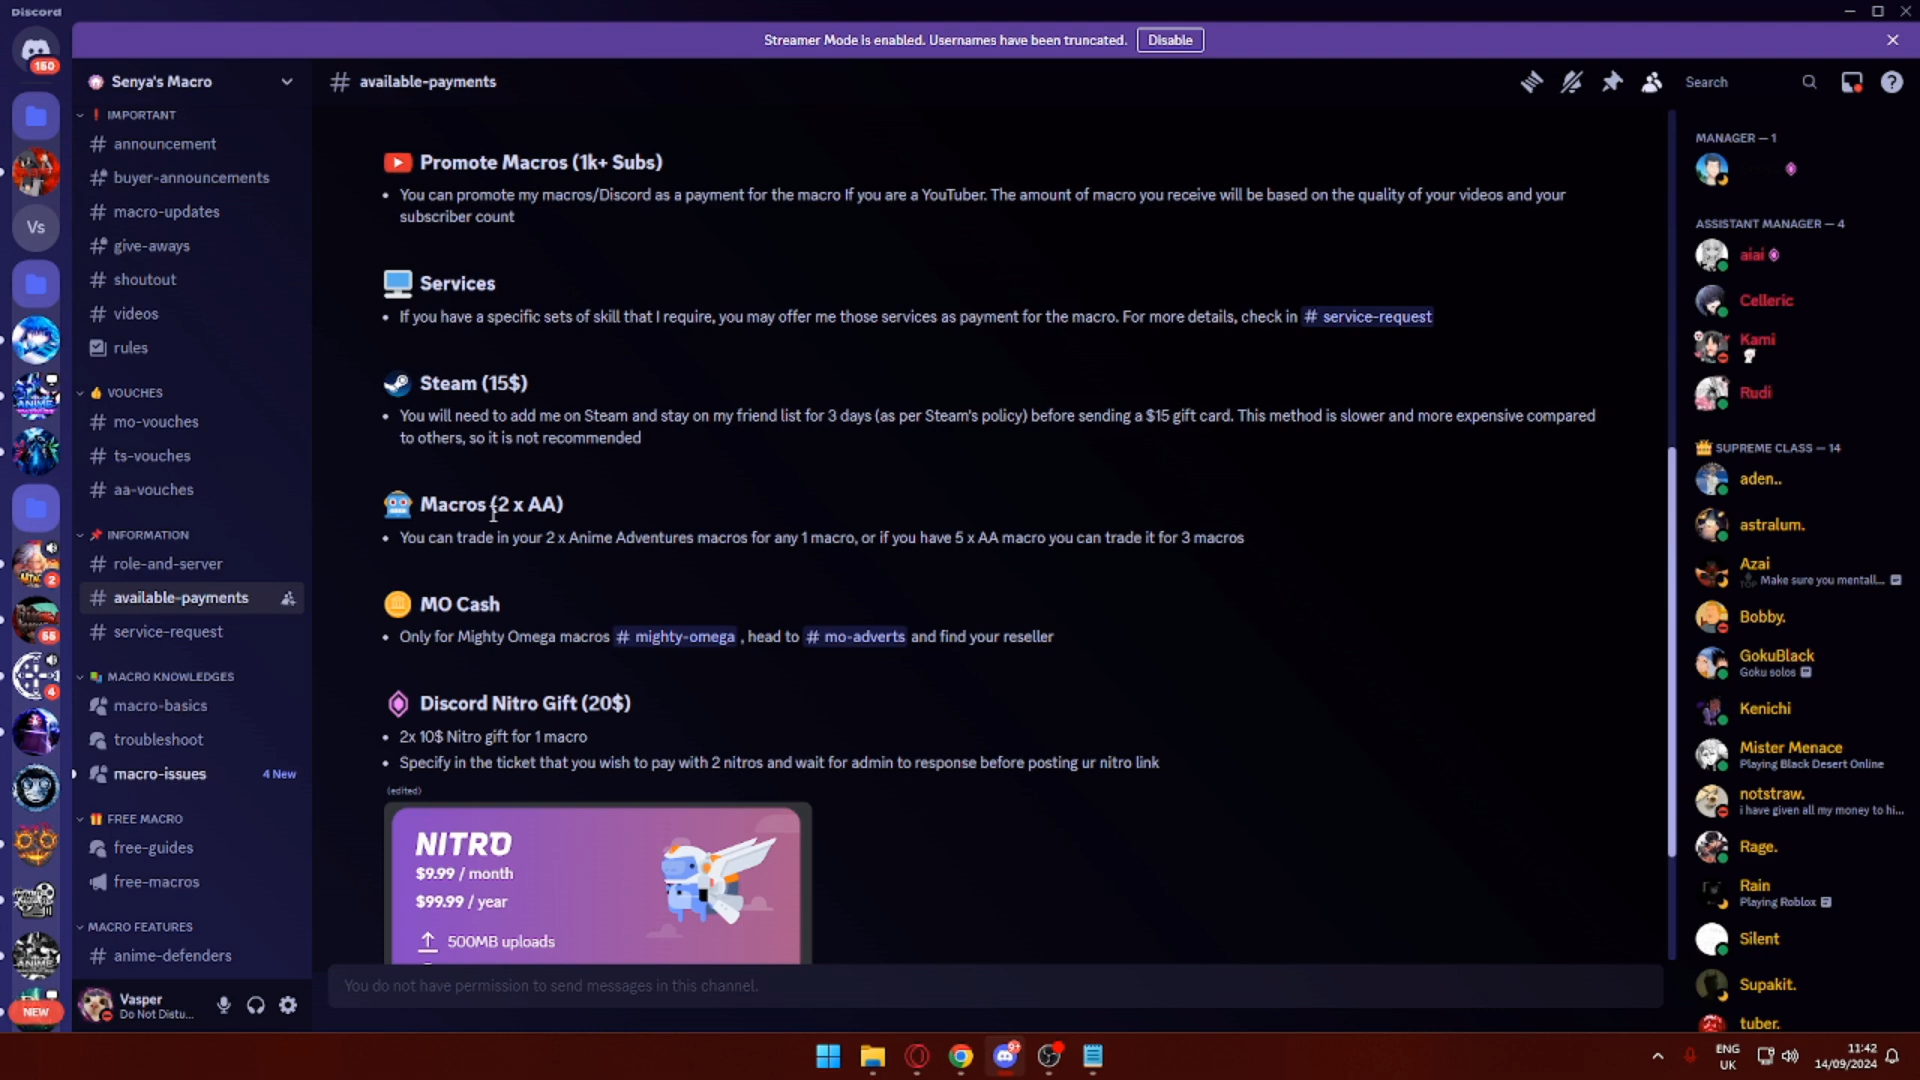 Discord
Streamer Mode is enabled. Usernames have been truncated.
Disable
150
Senya's Macro
available-payments
Search
IMPORTANT
announcement
buyer-announcements
macro-updates
give-aways
shoutout
videos
rules
VOUCHES
mo-vouches
ts-vouches
aa-vouches
INFORMATION
role-and-server
available-payments
service-request
MACRO KNOWLEDGES
macro-basics
troubleshoot
macro-issues 4 New
FREE MACRO
free-guides
free-macros
MACRO FEATURES
anime-defenders
Vs
2
55
4
NEW
Vasper
Do Not Distu...
Promote Macros (1k+ Subs)
• You can promote my macros/Discord as a payment for the macro If you are a YouTuber. The amount of macro you receive will be based on the quality of your videos and your
subscriber count
Services
• If you have a specific sets of skill that I require, you may offer me those services as payment for the macro. For more details, check in # service-request
Steam (15$)
• You will need to add me on Steam and stay on my friend list for 3 days (as per Steam's policy) before sending a $15 gift card. This method is slower and more expensive compared
to others, so it is not recommended
Macros (2 x AA)
• You can trade in your 2 x Anime Adventures macros for any 1 macro, or if you have 5 x AA macro you can trade it for 3 macros
MO Cash
• Only for Mighty Omega macros # mighty-omega , head to # mo-adverts and find your reseller
Discord Nitro Gift (20$)
• 2x 10$ Nitro gift for 1 macro
• Specify in the ticket that you wish to pay with 2 nitros and wait for admin to response before posting ur nitro link
(edited)
NITRO
$9.99 / month
$99.99 / year
500MB uploads
You do not have permission to send messages in this channel.
MANAGER — 1
ASSISTANT MANAGER — 4
aiai
Celleric
Kami
Rudi
SUPREME CLASS — 14
aden..
astralum.
Azai
Make sure you mentall...
Bobby.
GokuBlack
Goku solos
Kenichi
Mister Menace
Playing Black Desert Online
notstraw.
i have given all my money to hi...
Rage.
Rain
Playing Roblox
Silent
Supakit.
tuber.
9+
ENG
UK
11:42
14/09/2024